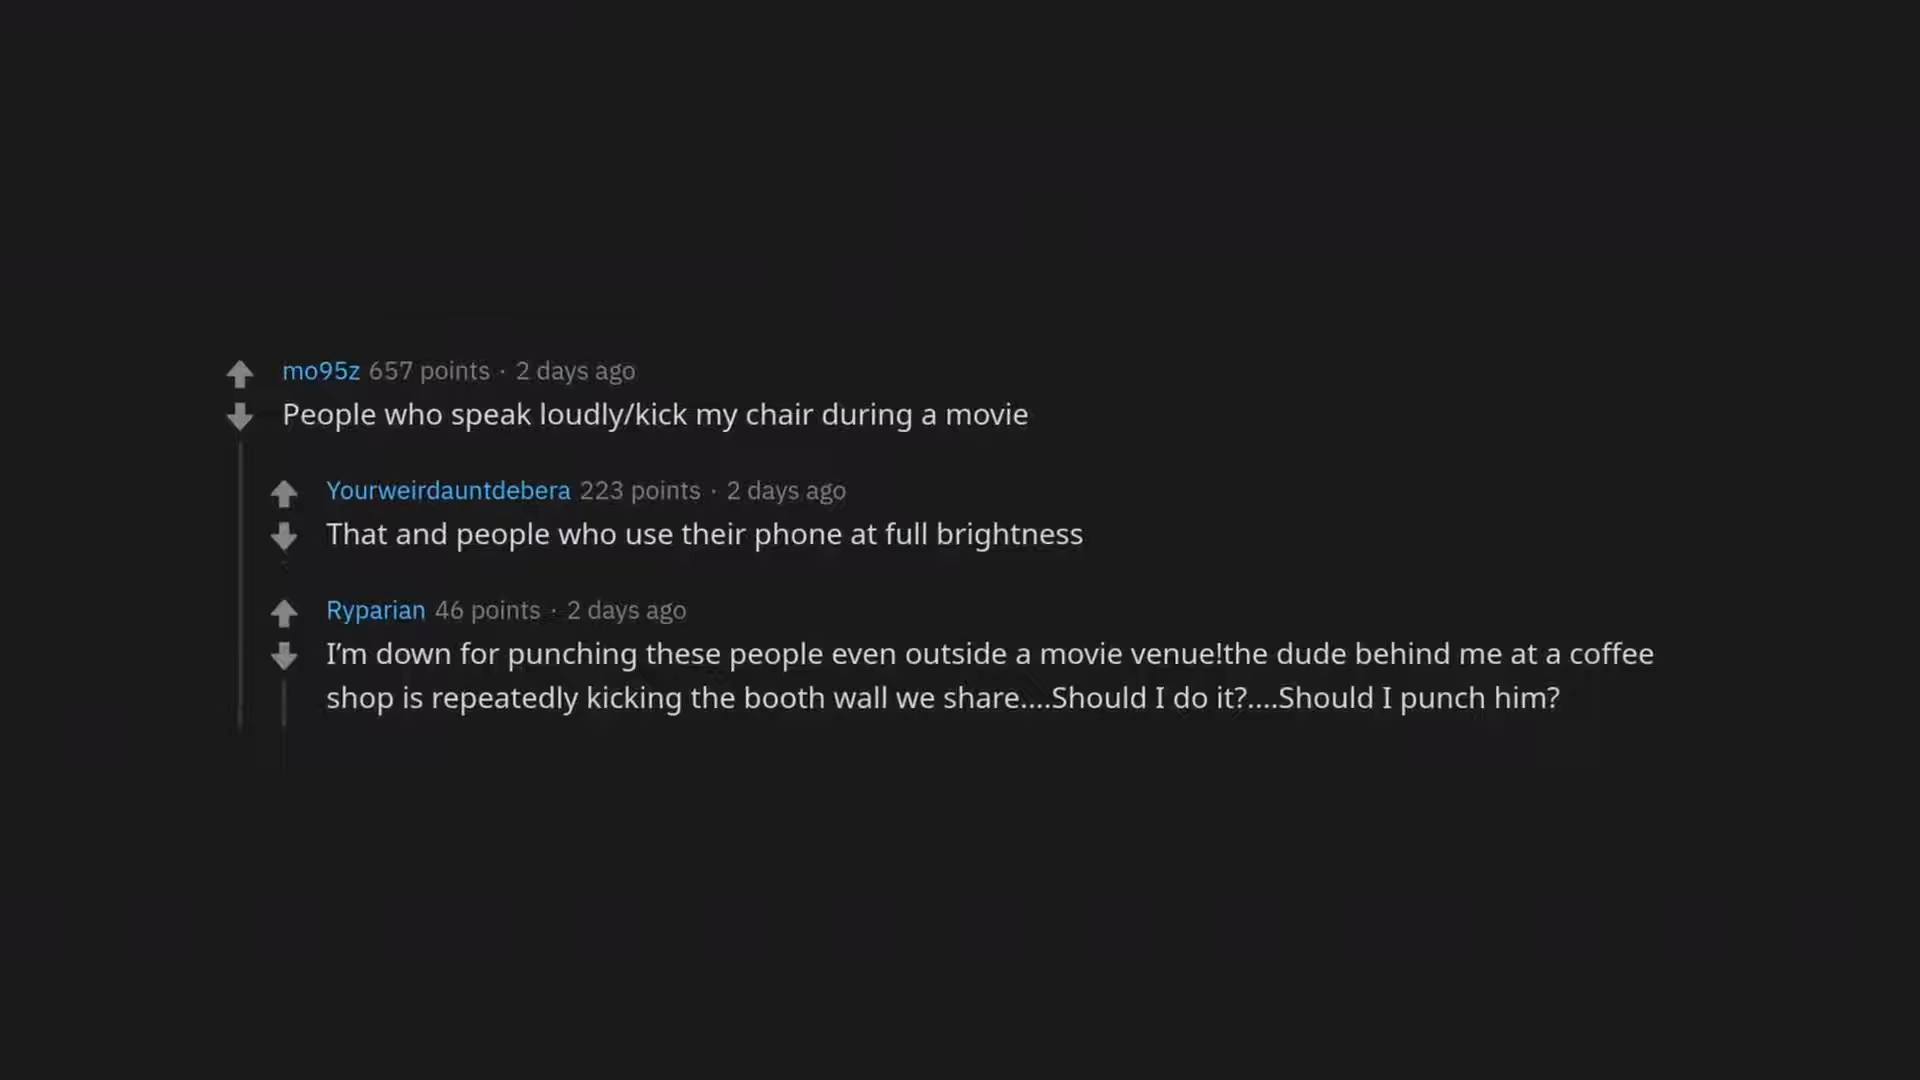 mo95z 657 points · 2 days ago
People who speak loudly/kick my chair during a movie
Yourweirdauntdebera 223 points · 2 days ago
That and people who use their phone at full brightness
Ryparian 46 points · 2 days ago
I'm down for punching these people even outside a movie venue!the dude behind me at a coffee
shop is repeatedly kicking the booth wall we share....Should I do it?....Should I punch him?